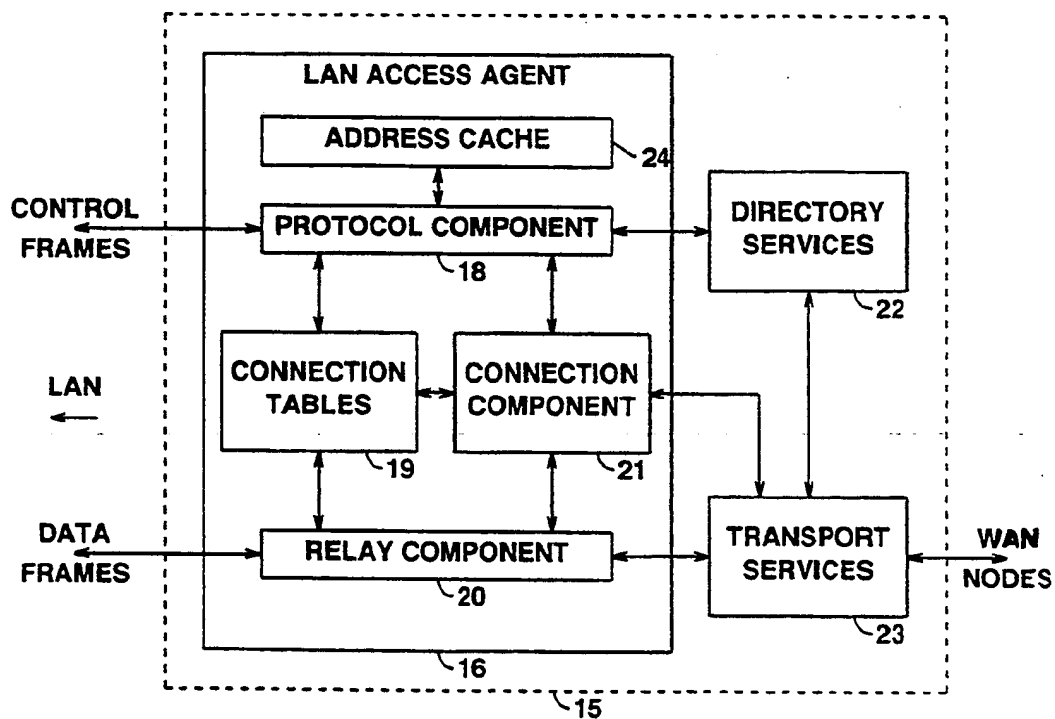 LAN ACCESS AGENT
ADDRESS CACHE
24
CONTROL
FRAMES
PROTOCOL COMPONENT
18
DIRECTORY
SERVICES
22
LAN
CONNECTION
TABLES
19
CONNECTION
COMPONENT
21
DATA
FRAMES
RELAY COMPONENT
20
TRANSPORT
SERVICES
23
WAN
NODES
16
15